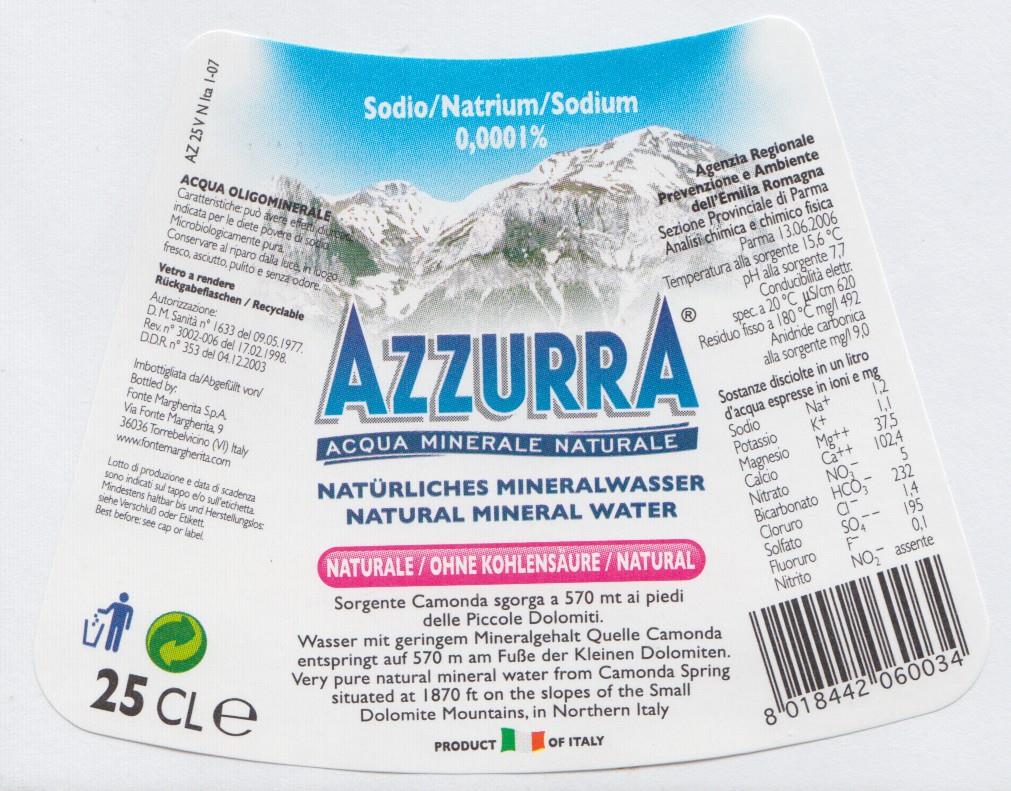 AZ 25V N Ita 1-07
Sodio/Natrium/Sodium
0,0001%
ACQUA OLIGOMINERALE
Caratteristiche: può avere effetti diuretici,
indicata per le diete povere di sodio.
Microbiologicamente pura.
Conservare al riparo dalla luce, in luogo
fresco, asciutto, pulito e senza odore.
Vetro a rendere
Rückgabeflaschen / Recyclable
Autorizzazione:
D. M. Sanità n° 1633 del 09.05.1977.
Rev. n° 3002-006 del 17.02.1998.
D.D.R. n° 353 del 04.12.2003
Imbottigliata da/Abgefüllt von/
Bottled by:
Fonte Margherita S.p.A.
Via Fonte Margherita, 9
36036 Torrebelvicino (VI) Italy
www.fontemargherita.com
Lotto di produzione e data di scadenza
sono indicati sul tappo e/o sull'etichetta.
Mindestens haltbar bis und Herstellungslos:
siehe Verschluß oder Etikett.
Best before: see cap or label.
25 CL e
AZZURRA ®
ACQUA MINERALE NATURALE
NATÜRLICHES MINERALWASSER
NATURAL MINERAL WATER
NATURALE / OHNE KOHLENSAURE / NATURAL
Sorgente Camonda sgorga a 570 mt ai piedi
delle Piccole Dolomiti.
Wasser mit geringem Mineralgehalt Quelle Camonda
entspringt auf 570 m am Fuße der Kleinen Dolomiten.
Very pure natural mineral water from Camonda Spring
situated at 1870 ft on the slopes of the Small
Dolomite Mountains, in Northern Italy
PRODUCT OF ITALY
Agenzia Regionale
Prevenzione e Ambiente
dell'Emilia Romagna
Sezione Provinciale di Parma
Analisi chimica e chimico fisica
Parma 13.06.2006
Temperatura alla sorgente 15,6 °C
pH alla sorgente 7,7
Conducibilità elettr.
spec. a 20 °C µS/cm 620
Residuo fisso a 180 °C mg/l 492
Anidride carbonica
alla sorgente mg/l 9,0
Sostanze disciolte in un litro
d'acqua espresse in ioni e mg
Sodio Na+ 1,2
Potassio K+ 1,1
Magnesio Mg++ 37,5
Calcio Ca++ 102,4
Nitrato NO3- 5
Bicarbonato HCO3- 232
Cloruro Cl- 1,4
Solfato SO4-- 195
Fluoruro F- 0,1
Nitrito NO2- assente
8 018442 060034